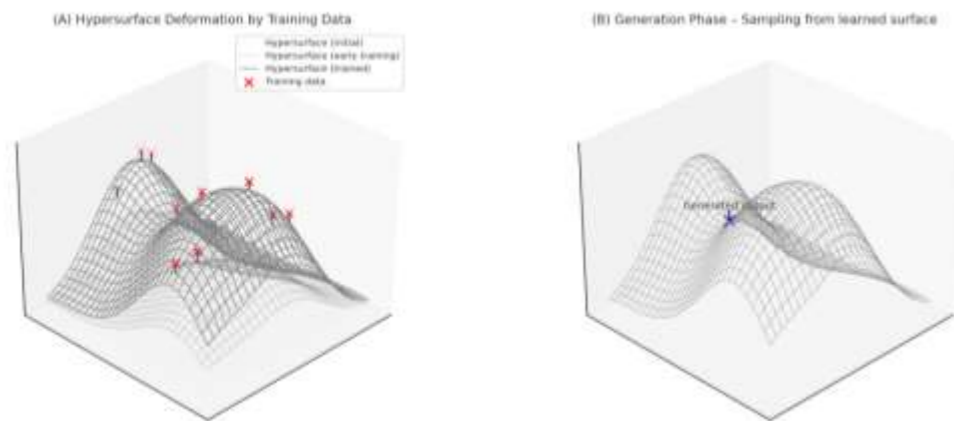 (A) Hypersurface Deformation by Training Data
Hypersurface (initial)
Hypersurface (early training)
Hypersurface (trained)
Training data
(B) Generation Phase – Sampling from learned surface
Generated output